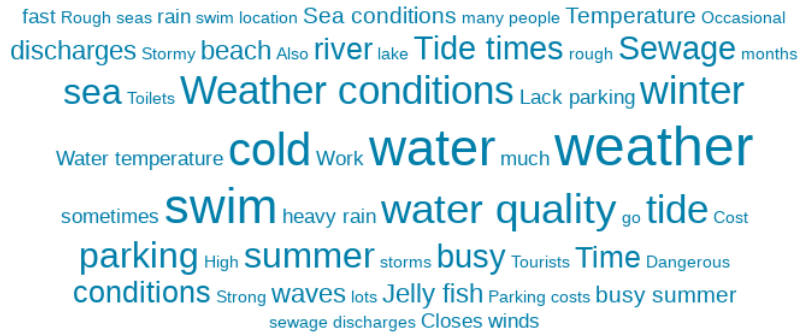 fast Rough seas rain swim location Sea conditions many people Temperature Occasional
discharges Stormy beach Also river lake Tide times rough Sewage months
sea Toilets Weather conditions Lack parking winter
Water temperature cold Work water much weather
sometimes swim heavy rain water quality go tide Cost
parking High summer storms busy Tourists Time Dangerous
conditions Strong waves lots Jelly fish Parking costs busy summer
sewage discharges Closes winds